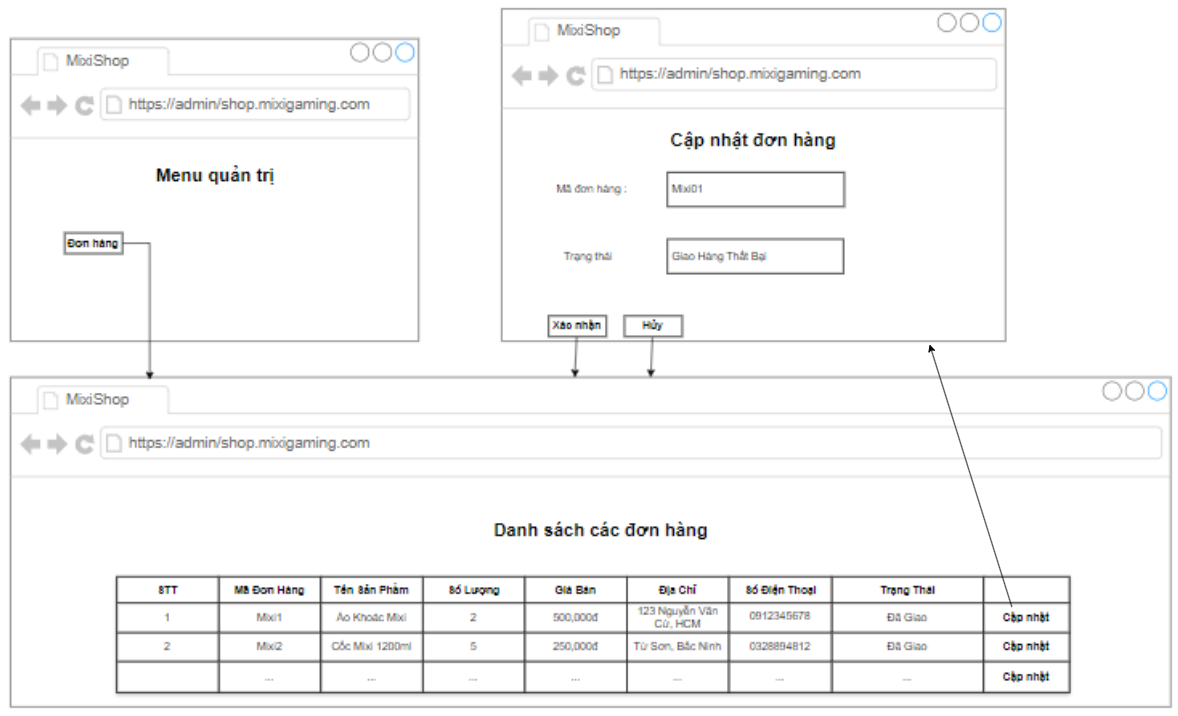 MixiShop
https://admin/shop.mixigaming.com
Menu quản trị
Đơn hàng
MixiShop
https://admin/shop.mixigaming.com
Cập nhật đơn hàng
Mã đơn hàng :
Mixi01
Trạng thái
Giao Hàng Thất Bại
Xáo nhận
Hủy
MixiShop
https://admin/shop.mixigaming.com
Danh sách các đơn hàng
STT Mã Đơn Hàng Tên Sản Phẩm Số Lượng Giá Bán Địa Chỉ Số Điện Thoại Trạng Thái
1 Mixi1 Áo Khoác Mixi 2 500,000đ 123 Nguyễn Văn Cừ, HCM 0912345678 Đã Giao Cập nhật
2 Mixi2 Cốc Mixi 1200ml 5 250,000đ Từ Sơn, Bắc Ninh 0328894812 Đã Giao Cập nhật
... ... ... ... ... ... ... Cập nhật